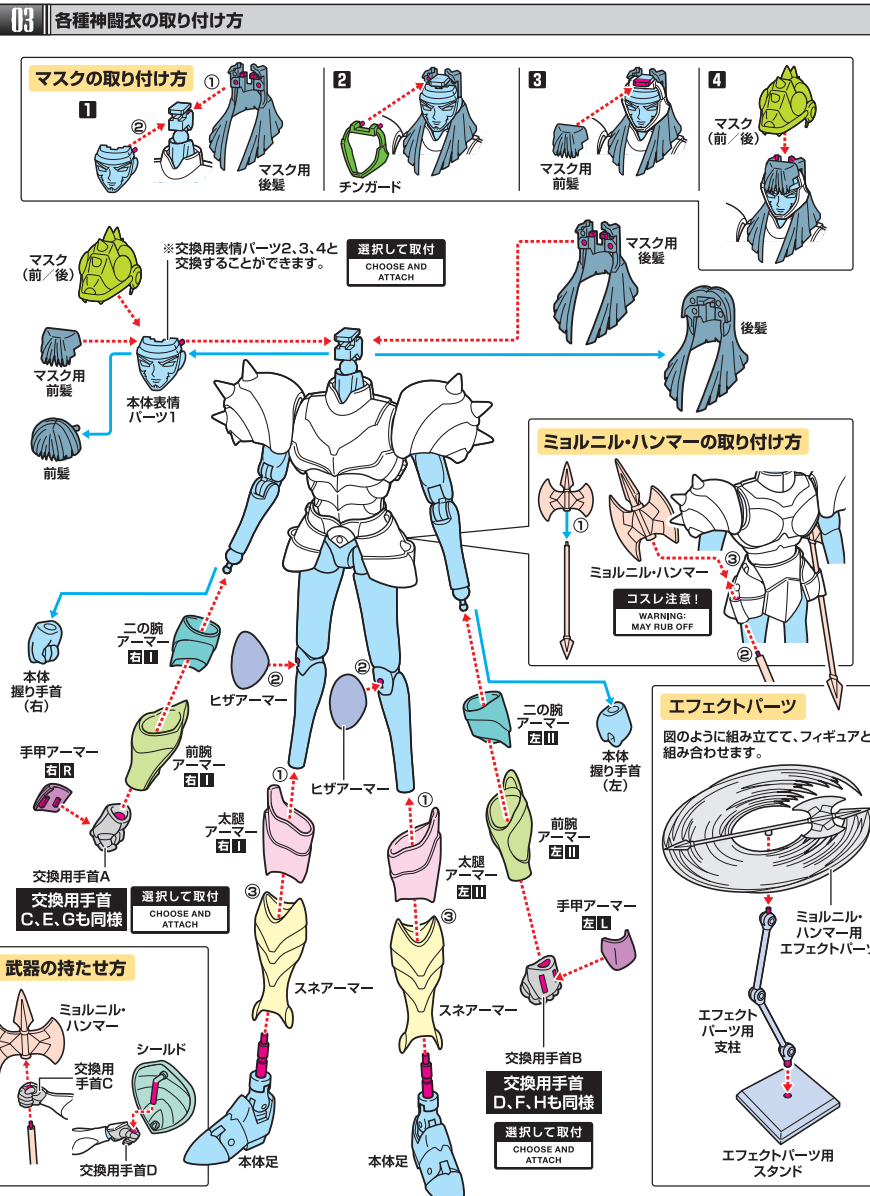 03 各種神闘衣の取り付け方
マスクの取り付け方
1
①
②
マスク用
後髪
2
チンガード
3
マスク用
前髪
4
マスク
(前／後)
マスク
(前／後)
※交換用表情パーツ2、3、4と
交換することができます。
選択して取付
CHOOSE AND
ATTACH
マスク用
後髪
後髪
マスク用
前髪
本体表情
パーツ1
前髪
ミョルニル・ハンマーの取り付け方
①
ミョルニル・ハンマー
③
コスレ注意！
WARNING:
MAY RUB OFF
②
本体
握り手首
(右)
二の腕
アーマー
右I
②
ヒザアーマー
②
ヒザアーマー
二の腕
アーマー
左II
本体
握り手首
(左)
手甲アーマー
右R
前腕
アーマー
右I
①
太腿
アーマー
右I
①
太腿
アーマー
左II
前腕
アーマー
左II
交換用手首A
交換用手首
C、E、Gも同様
選択して取付
CHOOSE AND
ATTACH
③
スネアーマー
③
スネアーマー
手甲アーマー
左L
交換用手首B
交換用手首
D、F、Hも同様
選択して取付
CHOOSE AND
ATTACH
本体足
本体足
武器の持たせ方
ミョルニル・
ハンマー
交換用
手首C
シールド
交換用手首D
エフェクトパーツ
図のように組み立てて、フィギュアと
組み合わせます。
ミョルニル・
ハンマー用
エフェクトパーツ
エフェクト
パーツ用
支柱
エフェクトパーツ用
スタンド